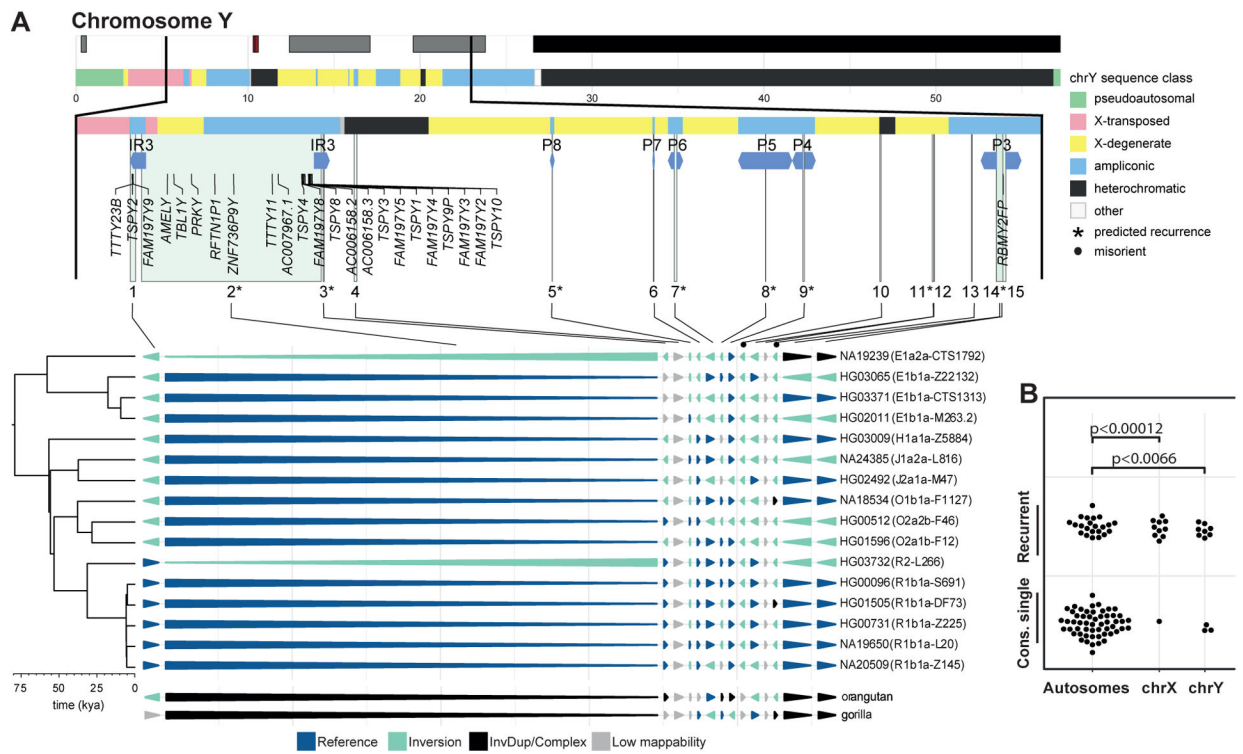 A
Chromosome Y
0 10 20 30 40 50
chrY sequence class
pseudoautosomal
X-transposed
X-degenerate
ampliconic
heterochromatic
other
* predicted recurrence
misorient
IR3 IR3 P8 P7 P6 P5 P4 P3
TTTY23B
TSPY2
FAM197Y9
AMELY
TBL1Y
PRKY
RFTN1P1
ZNF736P9Y
TTTY11
AC007967.1
TSPY4
FAM197Y8
TSPY8
AC006158.2
AC006158.3
TSPY3
FAM197Y5
TSPY1
FAM197Y4
TSPY9P
FAM197Y3
FAM197Y2
TSPY10
RBMY2FP
1 2* 3* 4 5* 6 7* 8* 9* 10 11*12 13 14*15
NA19239(E1a2a-CTS1792)
HG03065(E1b1a-Z22132)
HG03371(E1b1a-CTS1313)
HG02011(E1b1a-M263.2)
HG03009(H1a1a-Z5884)
NA24385(J1a2a-L816)
HG02492(J2a1a-M47)
NA18534(O1b1a-F1127)
HG00512(O2a2b-F46)
HG01596(O2a1b-F12)
HG03732(R2-L266)
HG00096(R1b1a-S691)
HG01505(R1b1a-DF73)
HG00731(R1b1a-Z225)
NA19650(R1b1a-L20)
NA20509(R1b1a-Z145)
75 50 25 0
time (kya)
orangutan
gorilla
Reference Inversion InvDup/Complex Low mappability
B
p<0.00012
p<0.0066
Recurrent
Cons. single
Autosomes chrX chrY